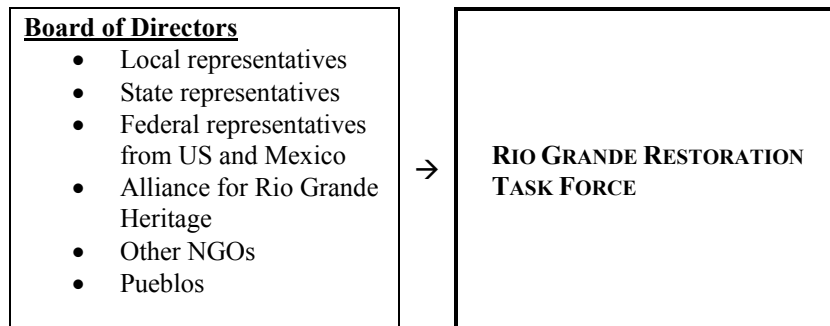 Board of Directors
• Local representatives
• State representatives
• Federal representatives
from US and Mexico
• Alliance for Rio Grande
Heritage
• Other NGOs
• Pueblos
→
RIO GRANDE RESTORATION
TASK FORCE